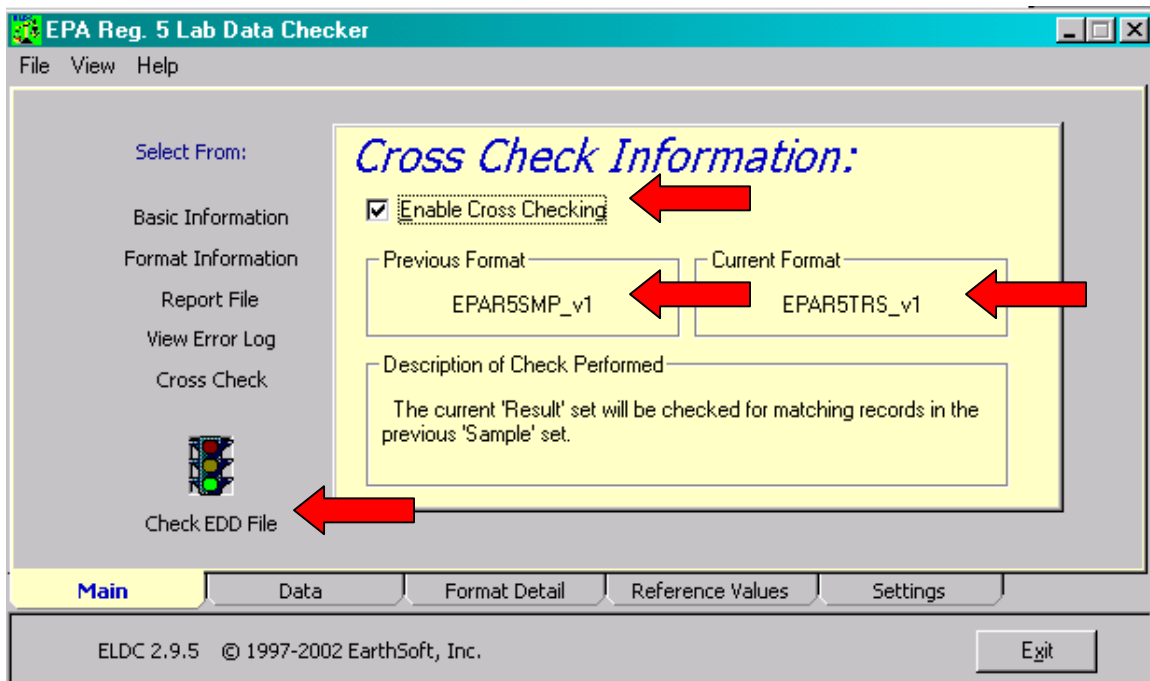 EPA Reg. 5 Lab Data Checker
File View Help
Select From:
Basic Information
Format Information
Report File
View Error Log
Cross Check
Check EDD File
Cross Check Information:
Enable Cross Checking
Previous Format
EPAR5SMP_v1
Current Format
EPAR5TRS_v1
Description of Check Performed
The current 'Result' set will be checked for matching records in the
previous 'Sample' set.
Main Data Format Detail Reference Values Settings
ELDC 2.9.5 © 1997-2002 EarthSoft, Inc.
Exit